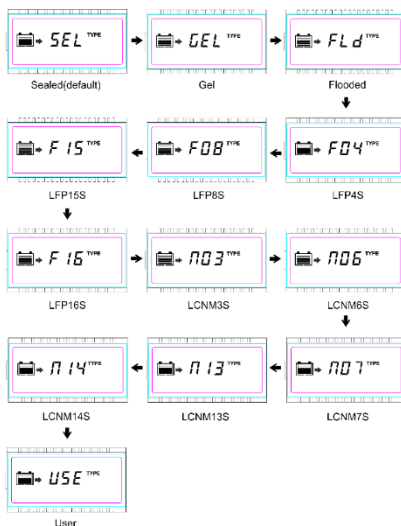 SEL TYPE GEL TYPE FLd TYPE
Sealed(default) Gel Flooded
F15 TYPE F08 TYPE F04 TYPE
LFP15S LFP8S LFP4S
F16 TYPE n03 TYPE n06 TYPE
LFP16S LCNM3S LCNM6S
n14 TYPE n13 TYPE n07 TYPE
LCNM14S LCNM13S LCNM7S
USE TYPE
User